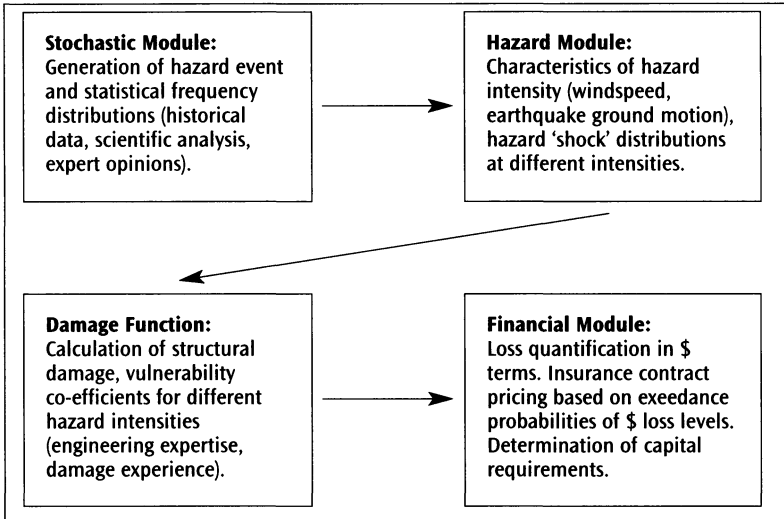 Stochastic Module:
Generation of hazard event
and statistical frequency
distributions (historical
data, scientific analysis,
expert opinions).
Hazard Module:
Characteristics of hazard
intensity (windspeed,
earthquake ground motion),
hazard ‘shock’ distributions
at different intensities.
Damage Function:
Calculation of structural
damage, vulnerability
co-efficients for different
hazard intensities
(engineering expertise,
damage experience).
Financial Module:
Loss quantification in $
terms. Insurance contract
pricing based on exeedance
probabilities of $ loss levels.
Determination of capital
requirements.